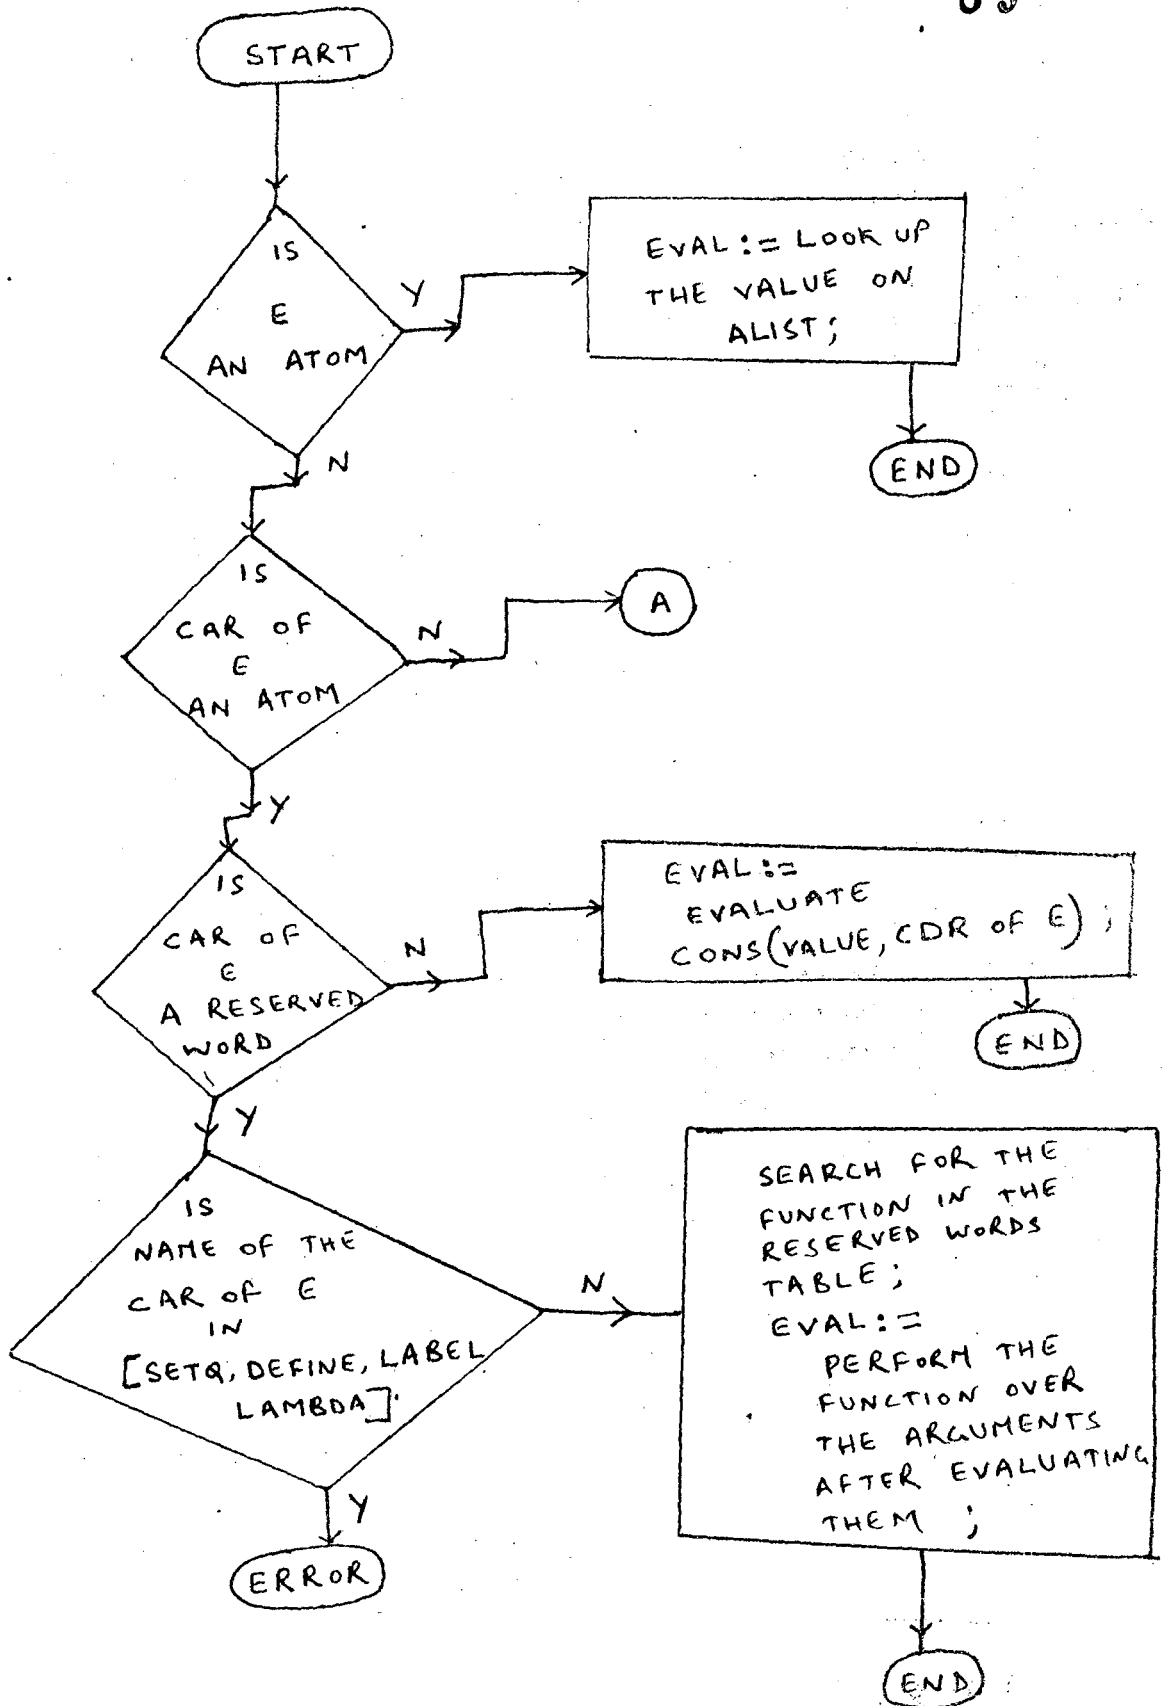 START
IS
E
AN ATOM
Y
EVAL := LOOK UP
THE VALUE ON
ALIST;
END
N
IS
CAR OF
E
AN ATOM
N
A
Y
IS
CAR OF
E
A RESERVED
WORD
N
EVAL :=
EVALUATE
CONS(VALUE, CDR OF E) ;
END
Y
IS
NAME OF THE
CAR OF E
IN
[SETQ, DEFINE, LABEL
LAMBDA].
N
SEARCH FOR THE
FUNCTION IN THE
RESERVED WORDS
TABLE;
EVAL :=
PERFORM THE
FUNCTION OVER
THE ARGUMENTS
AFTER EVALUATING
THEM ;
END
Y
ERROR